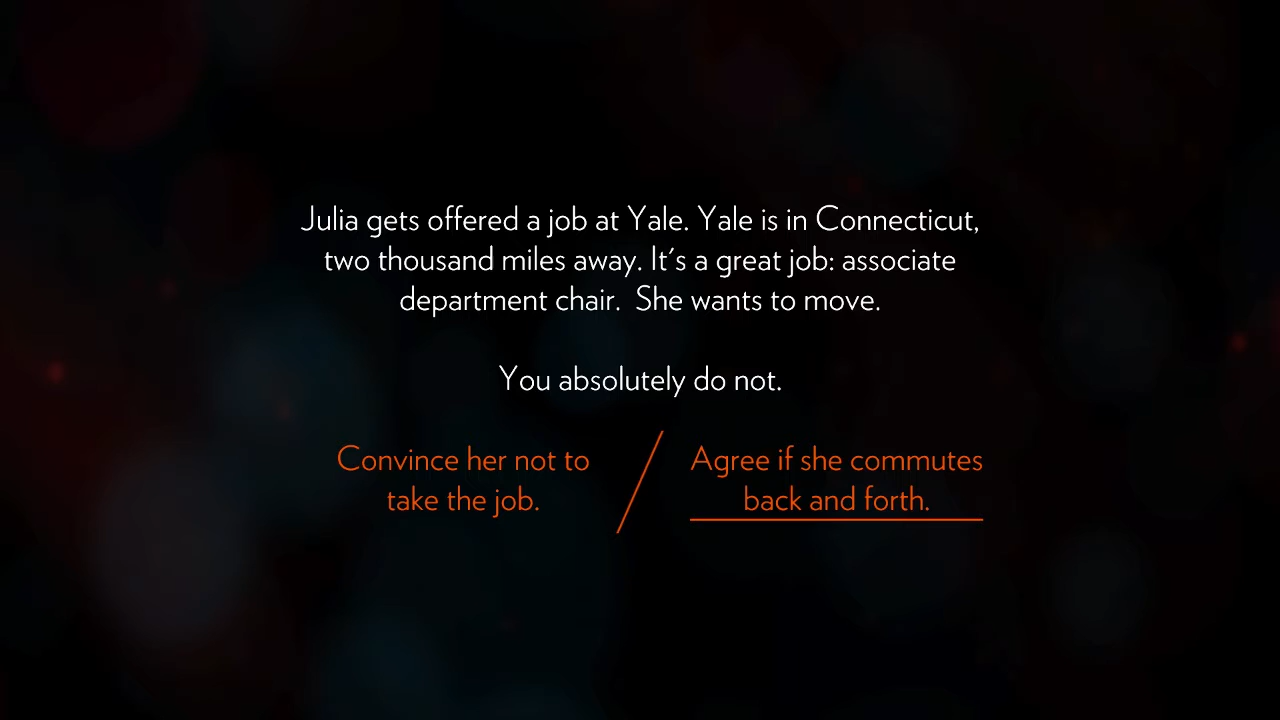 Julia gets offered a job at Yale. Yale is in Connecticut,
two thousand miles away. It's a great job: associate
department chair.  She wants to move.
You absolutely do not.
Convince her not to
take the job.
Agree if she commutes
back and forth.